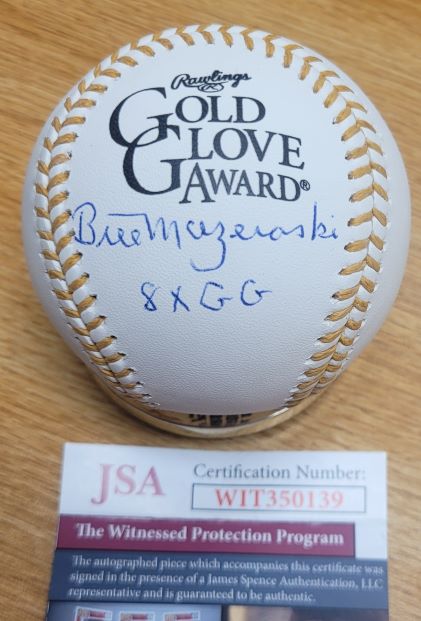 Rawlings
R
GOLD
GLOVE
AWARD®
Bill Mazeroski
8 X G G
JSA
Certification Number:
WIT350139
The Witnessed Protection Program
The autographed piece which accompanies this certificate was
signed in the presence of a James Spence Authentication, LLC
representative and is guaranteed to be authentic.